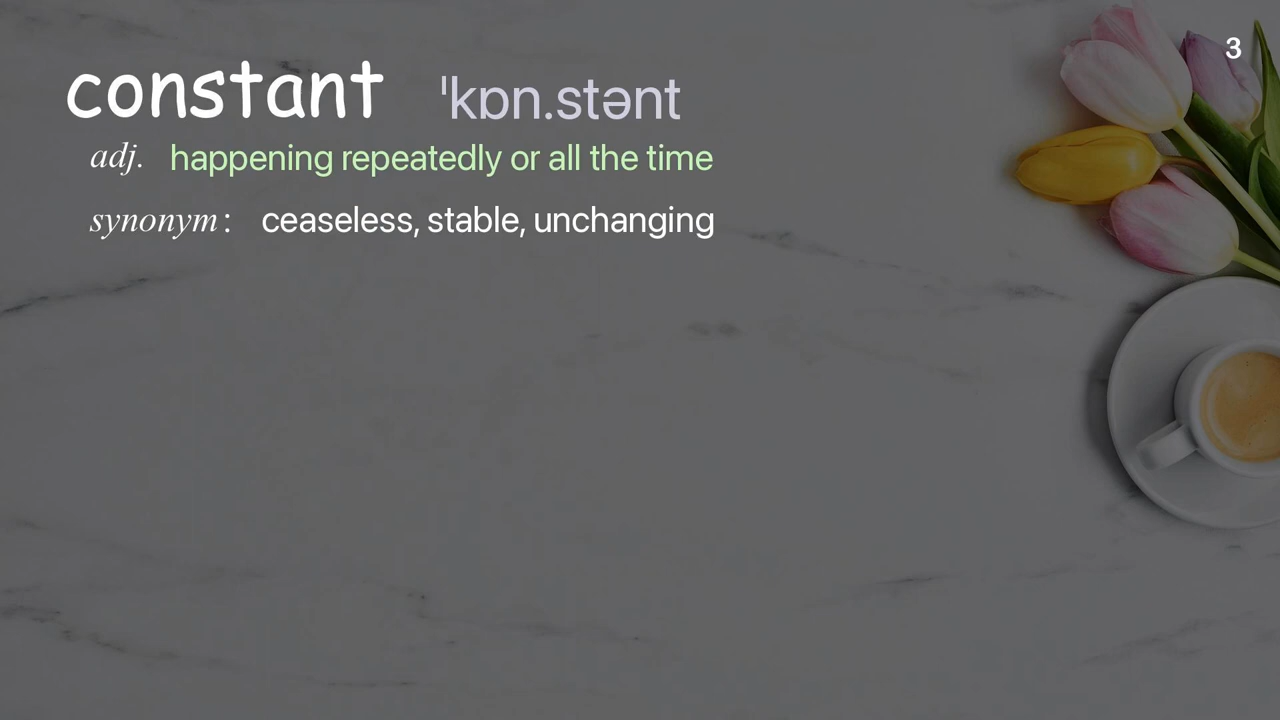 3
constant ˈkɒn.stənt
adj. happening repeatedly or all the time
synonym: ceaseless, stable, unchanging